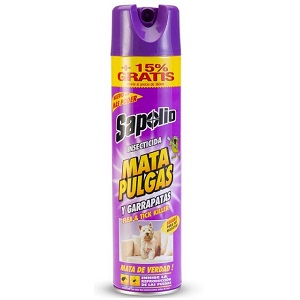 + 15%
GRATIS
Sapolio
INSECTICIDA
MATA
PULGAS
Y GARRAPATAS
FLEA & TICK KILLER
MATA DE VERDAD!